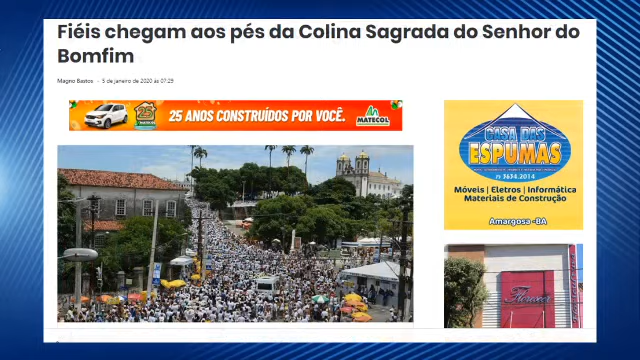 Fiéis chegam aos pés da Colina Sagrada do Senhor do
Bomfim
Magno Bastos - 5 de janeiro de 2020 às 07:29
25 ANOS CONSTRUÍDOS POR VOCÊ.
MATECOL
CASA DAS
ESPUMAS
75 3634.2014
Móveis | Eletros | Informática
Materiais de Construção
Amargosa -BA